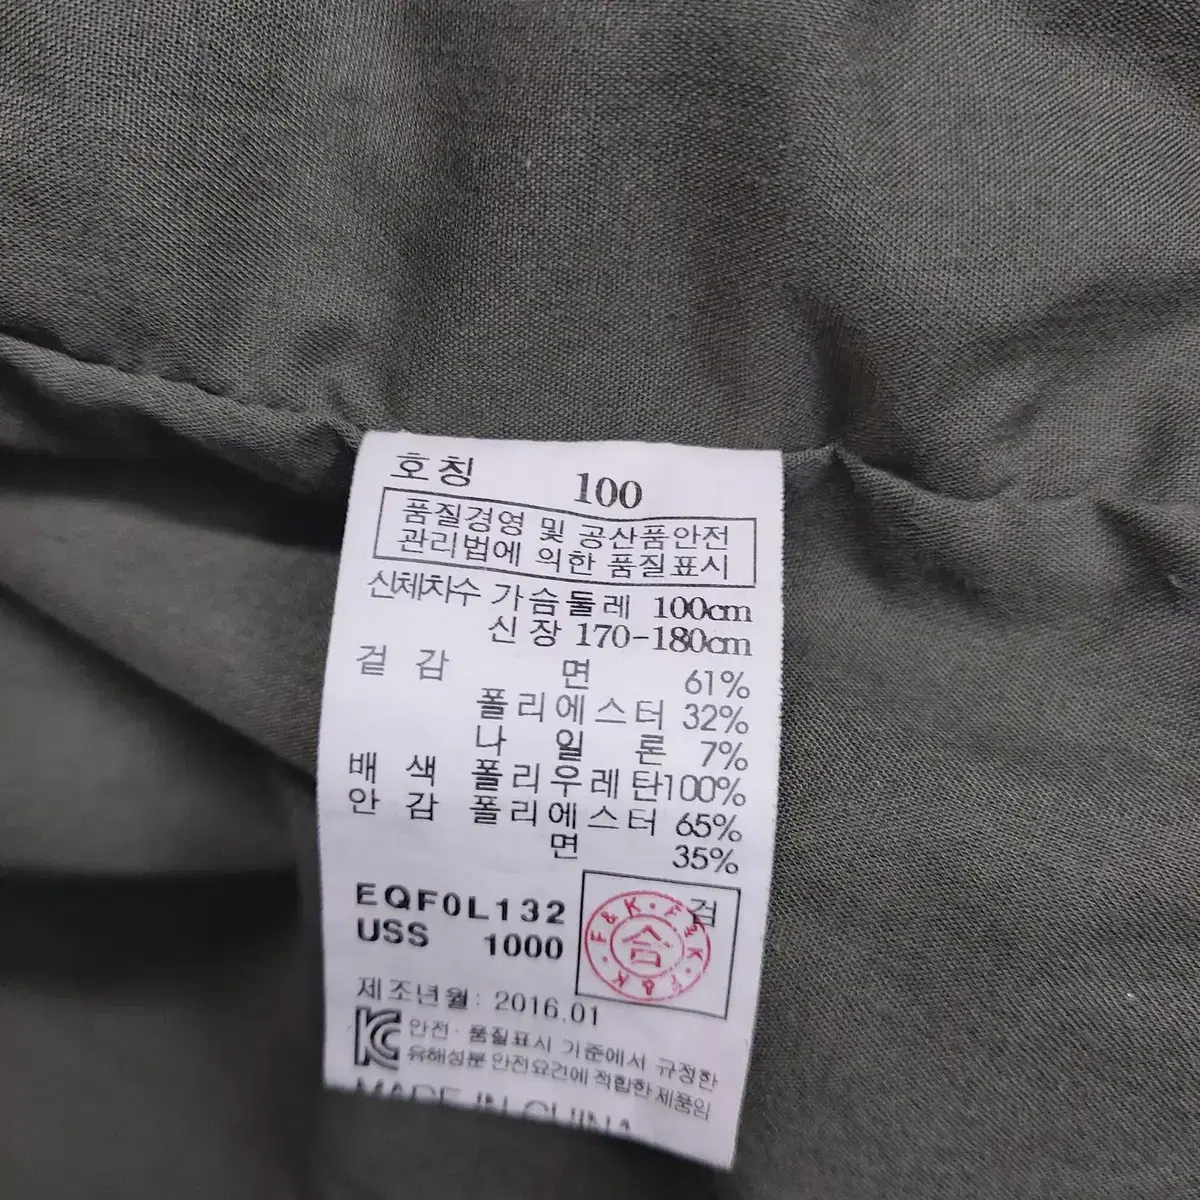 호칭 100
품질경영 및 공산품안전
관리법에 의한 품질표시
신체차수 가슴둘레 100cm
신장 170-180cm
겉감 면 61%
폴리에스터 32%
나일론 7%
배색 폴리우레탄100%
안감 폴리에스터 65%
면 35%
EQF0L132
USS 1000
검
合
F&K·F&K·F&K·
제조년월: 2016.01
KC 안전·품질표시 기준에서 규정한
유해성분 안전요건에 적합한 제품임
MADE IN CHINA